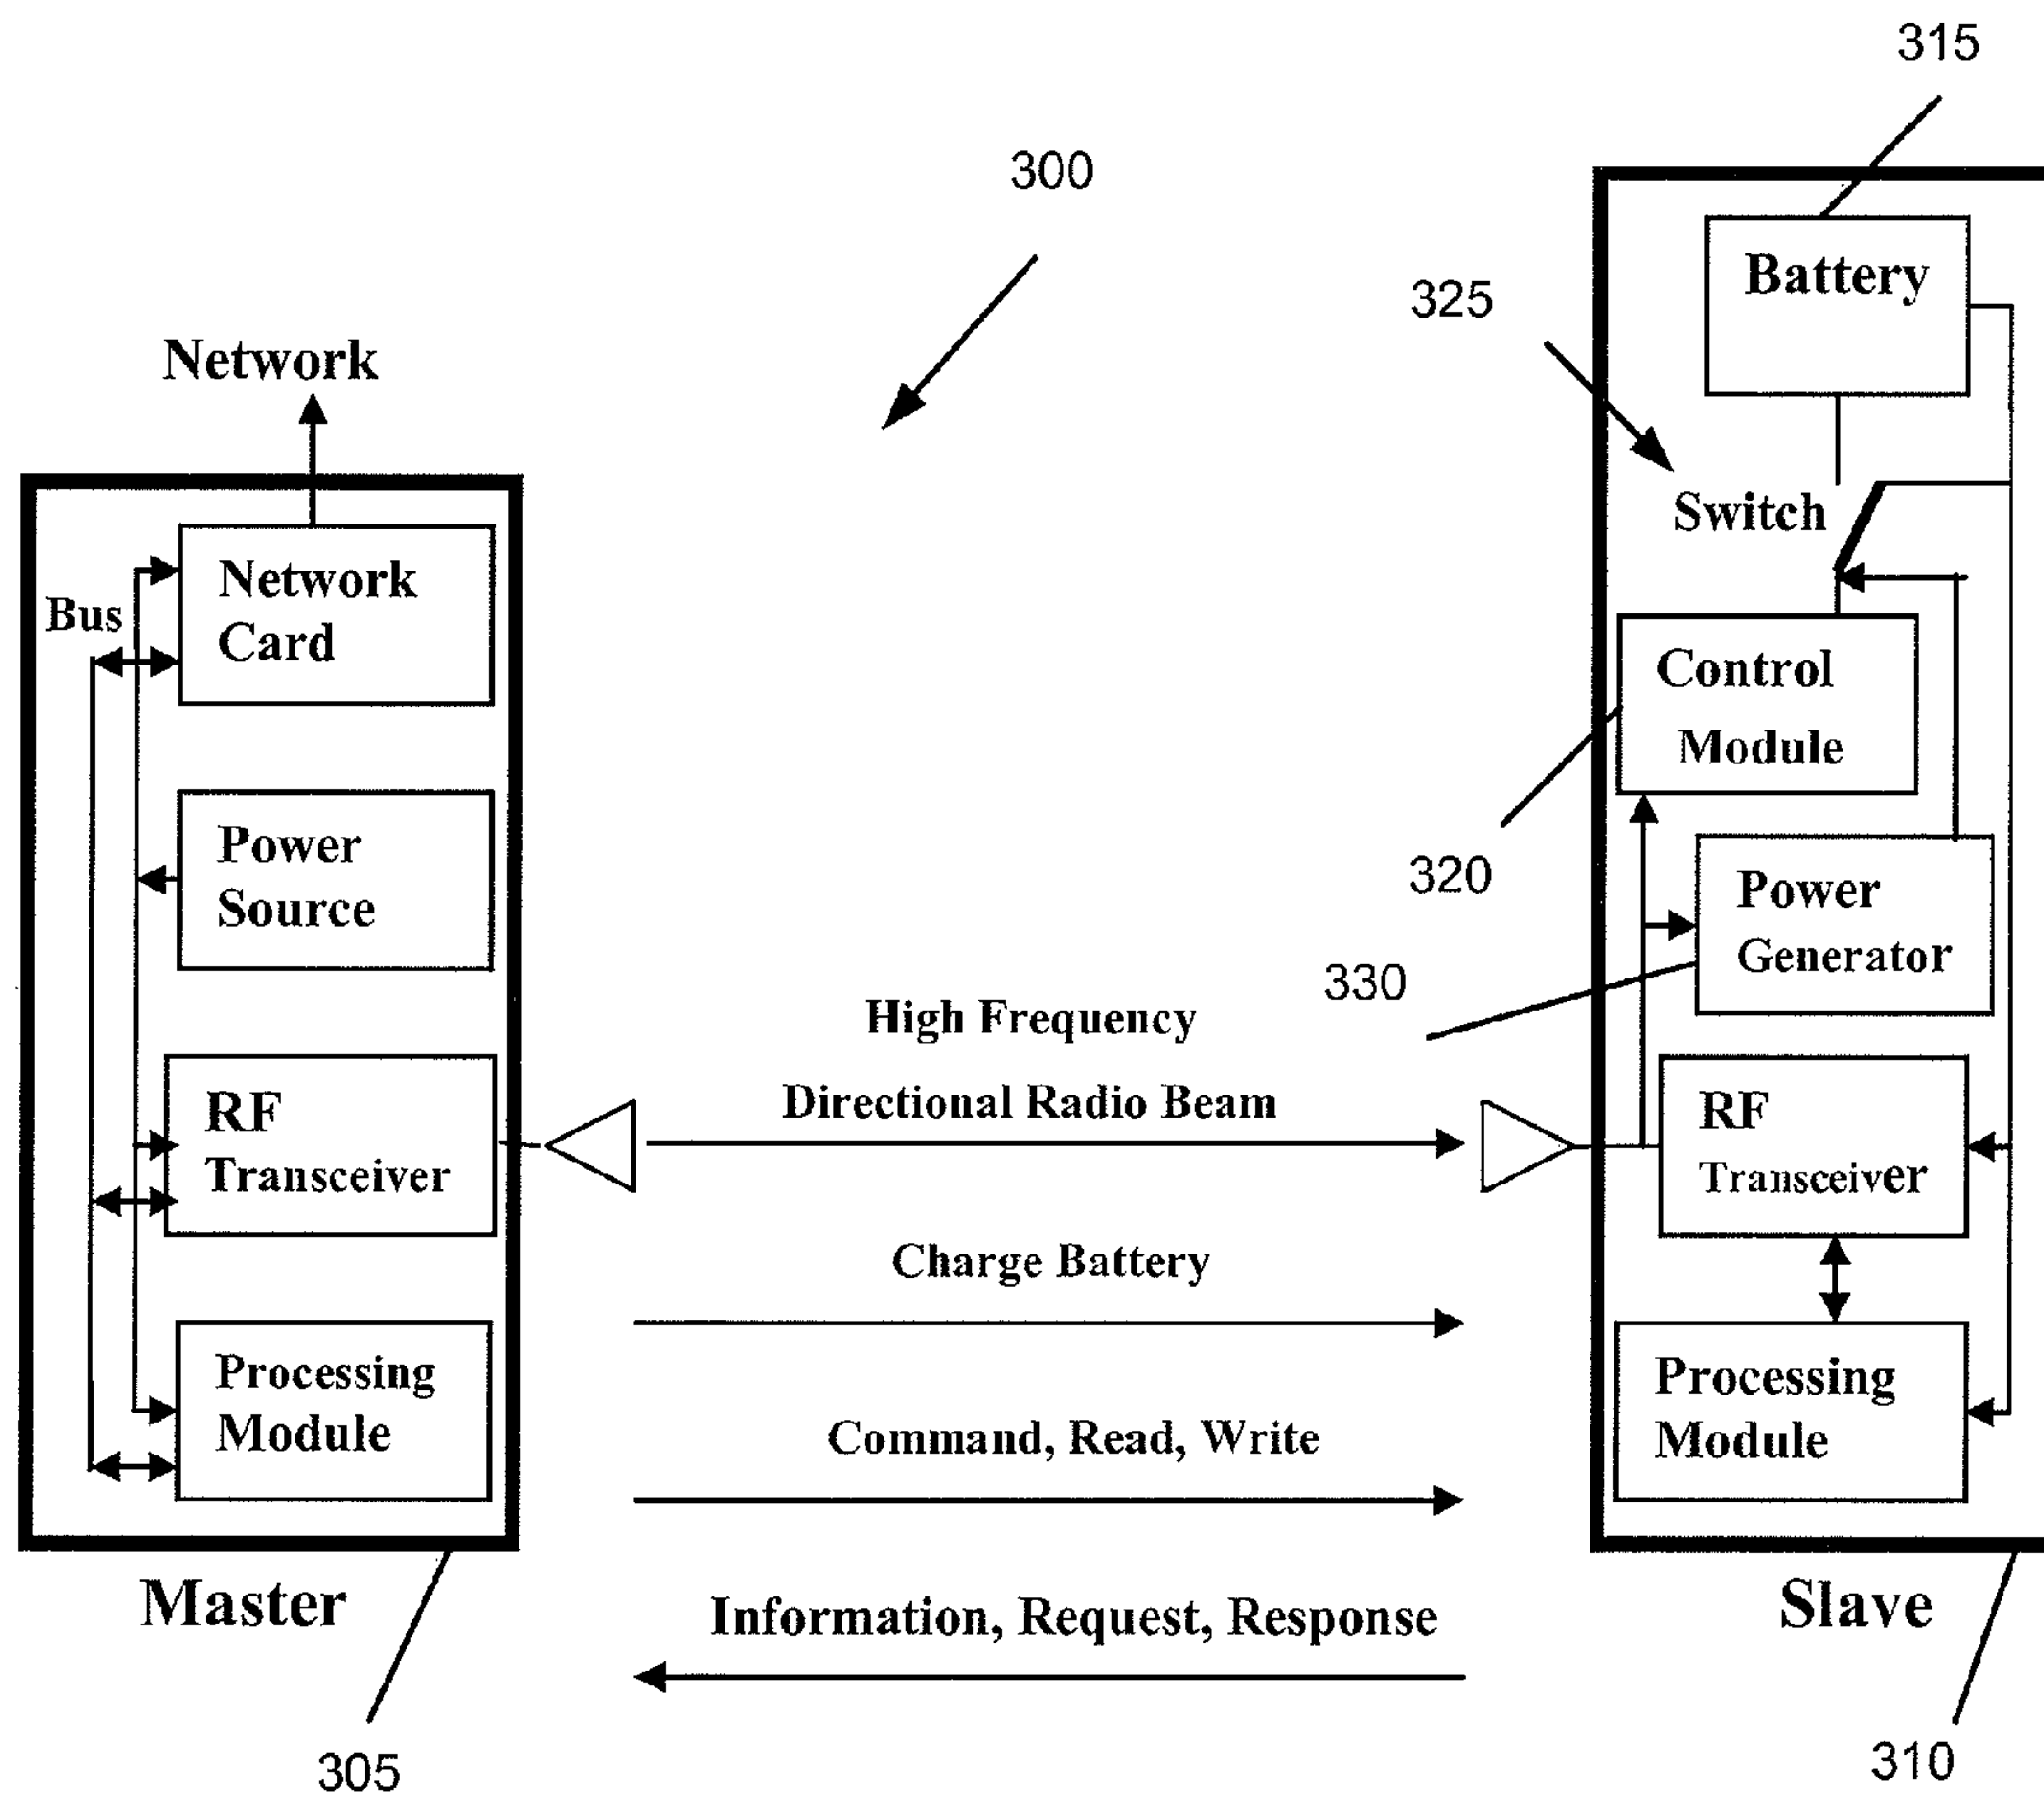 315
300
Battery
325
Network
Switch
Network
Card
Bus
Control
Module
Power
Source
320
Power
Generator
330
High Frequency
Directional Radio Beam
RF
Transceiver
RF
Transceiver
Charge Battery
Processing
Module
Command, Read, Write
Processing
Module
Master
Information, Request, Response
Slave
305
310